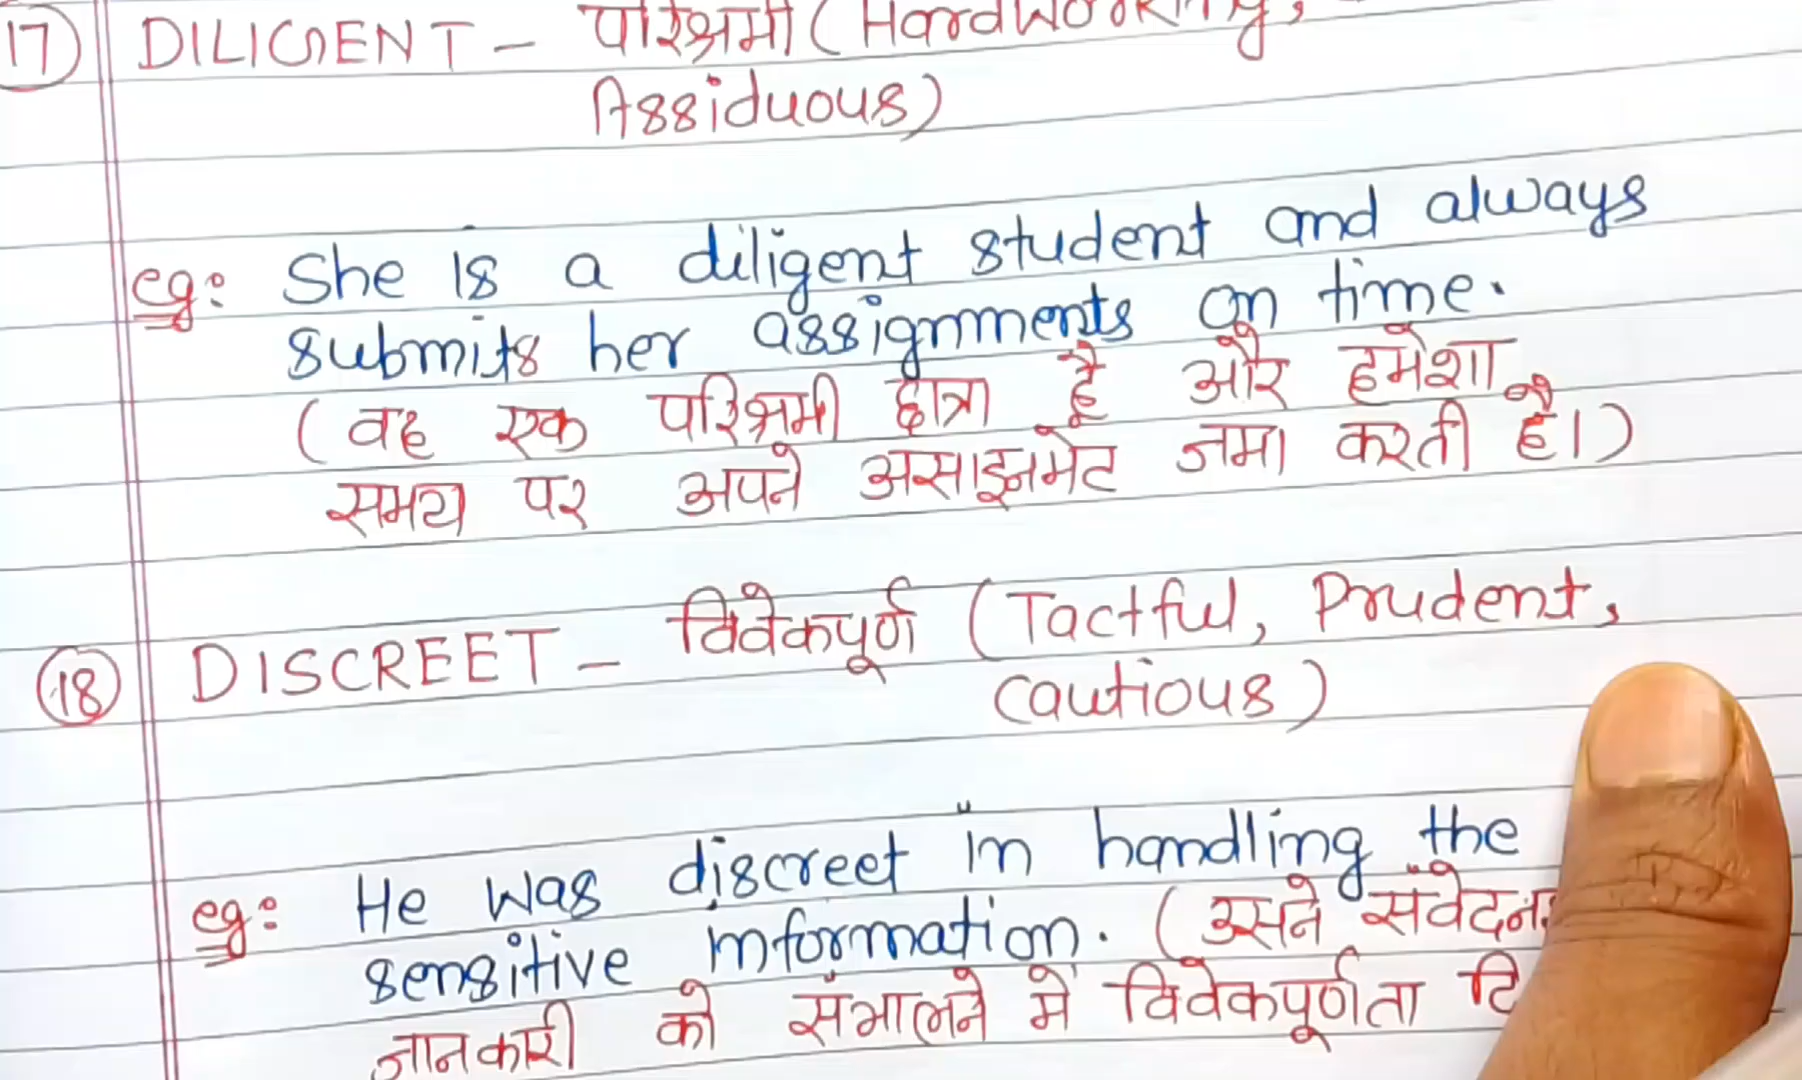 17 DILIGENT - परिश्रमी (Hardworking,
Assiduous)
eg: She is a diligent student and always
submits her assignments on time.
(वह एक परिश्रमी छात्रा है और हमेशा
समय पर अपने असाइनमेंट जमा करती है।)
18 DISCREET - विवेकपूर्ण (Tactful, Prudent,
Cautious)
eg: He was discreet in handling the
sensitive information. (उसने
जानकारी को संभालने में विवेकपूर्णता